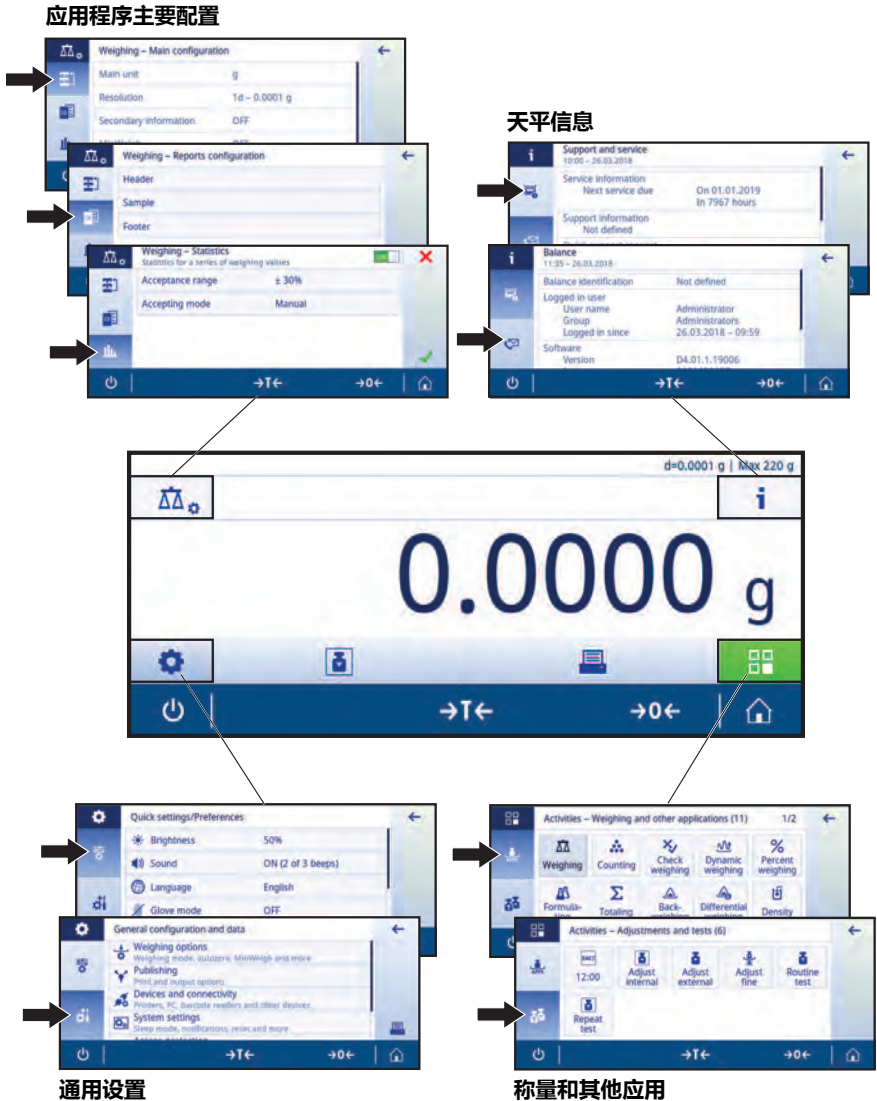 应用程序主要配置
Weighing – Main configuration
Main unit g
Resolution 1d – 0.0001 g
Secondary information OFF
Weighing – Reports configuration
Header
Sample
Footer
Weighing – Statistics
Statistics for a series of weighing values
Acceptance range ± 30%
Accepting mode Manual
→T← →0←
天平信息
i Support and service
10:00 – 26.03.2018
Service information
Next service due On 01.01.2019
In 7967 hours
Support information
Not defined
i Balance
11:35 – 26.03.2018
Balance identification Not defined
Logged in user
User name Administrator
Group Administrators
Logged in since 26.03.2018 – 09:59
Software
Version D4.01.1.19006
→T← →0←
d=0.0001 g | Max 220 g
i
0.0000 g
→T← →0←
Quick settings/Preferences
Brightness 50%
Sound ON (2 of 3 beeps)
Language English
Glove mode OFF
General configuration and data
Weighing options
Weighing mode, autozero, MinWeigh and more
Publishing
Print and output options
Devices and connectivity
Printers, PC, barcode readers and other devices
System settings
Sleep mode, notifications, reset and more
→T← →0←
通用设置
Activities – Weighing and other applications (11) 1/2
Weighing Counting Check weighing Dynamic weighing Percent weighing
Totaling Density
Activities – Adjustments and tests (6)
12:00 Adjust internal Adjust external Adjust fine Routine test
Repeat test
→T← →0←
称量和其他应用